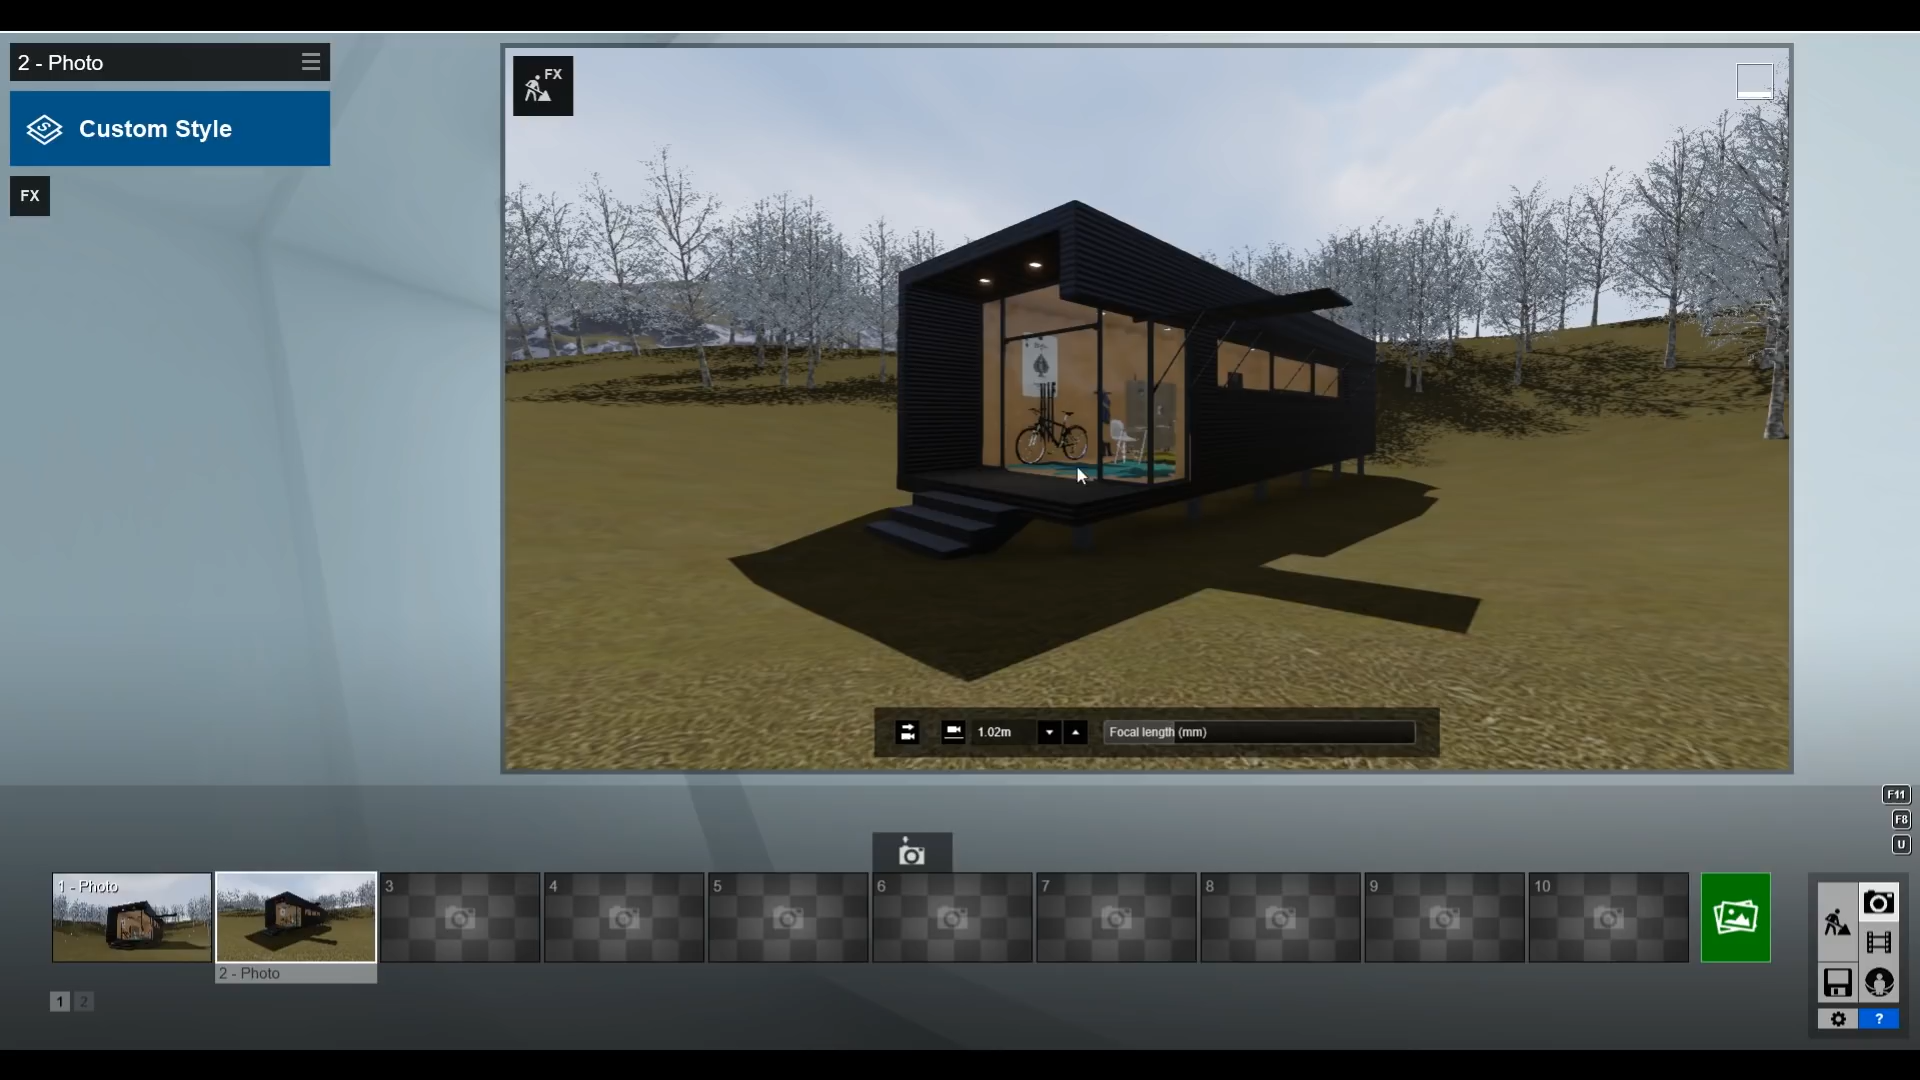 2 - Photo
Custom Style
FX
FX
1.02m
Focal length (mm)
F11
F8
U
1 - Photo
3
4
5
6
7
8
9
10
2 - Photo
1
2
?